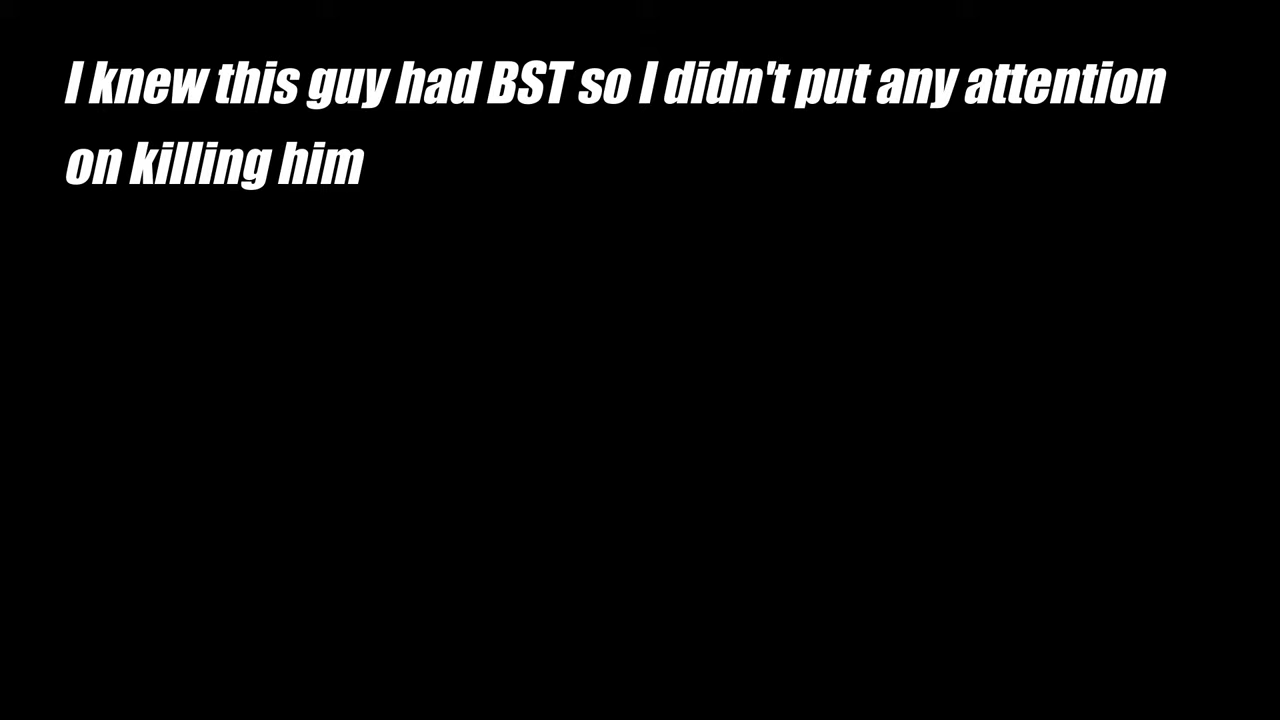 I knew this guy had BST so I didn't put any attention
on killing him